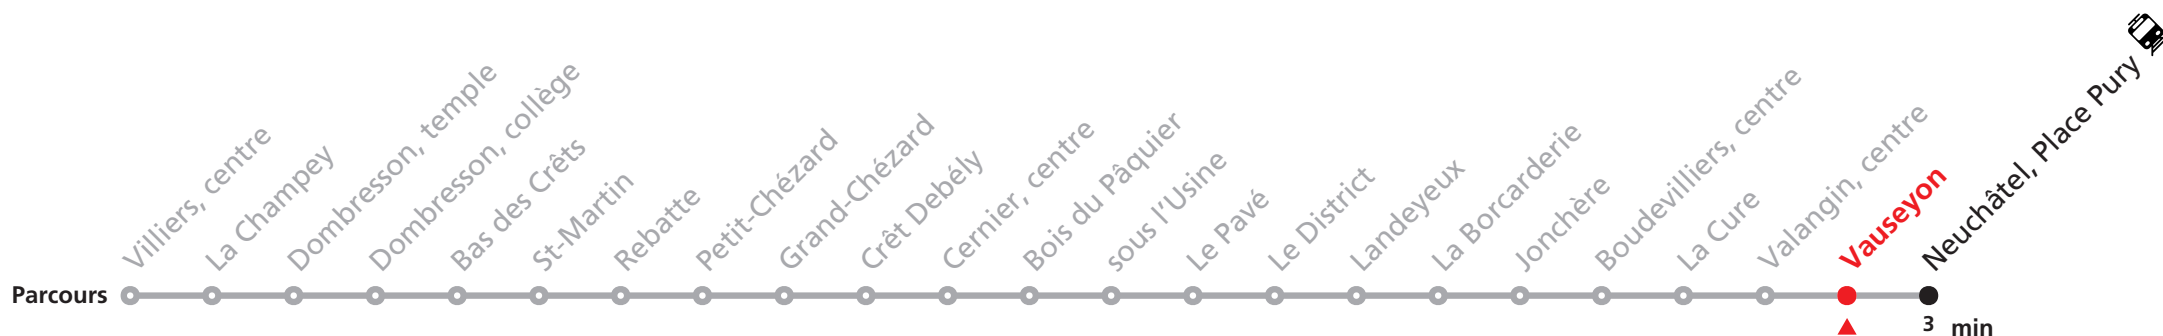 Villiers, centre
La Champey
Dombresson, temple
Dombresson, collège
Bas des Crêts
St-Martin
Rebatte
Petit-Chézard
Grand-Chézard
Crêt Debély
Cernier, centre
Bois du Pâquier
sous l'Usine
Le Pavé
Le District
Landeyeux
La Borcarderie
Jonchère
Boudevilliers, centre
La Cure
Valangin, centre
Vauseyon
Neuchâtel, Place Pury
Parcours
3 min